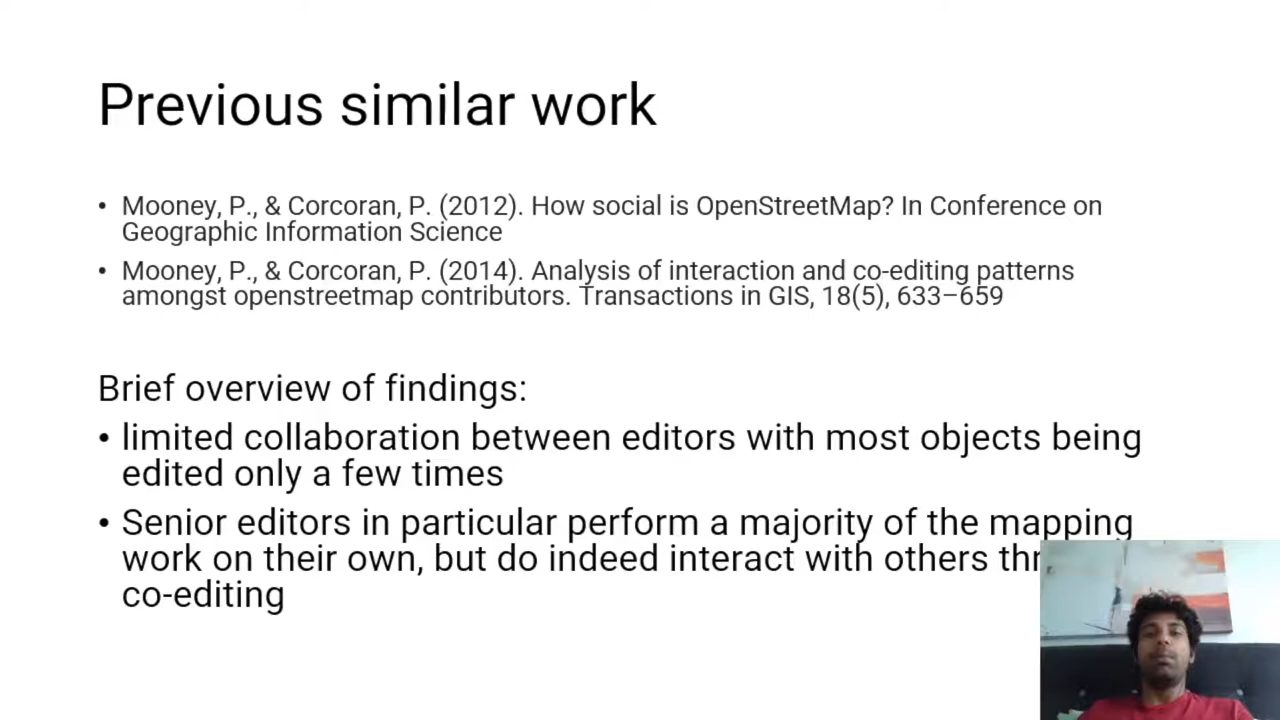 Previous similar work
• Mooney, P., & Corcoran, P. (2012). How social is OpenStreetMap? In Conference on
Geographic Information Science
• Mooney, P., & Corcoran, P. (2014). Analysis of interaction and co-editing patterns
amongst openstreetmap contributors. Transactions in GIS, 18(5), 633–659
Brief overview of findings:
• limited collaboration between editors with most objects being
edited only a few times
• Senior editors in particular perform a majority of the mapping
work on their own, but do indeed interact with others
co-editing